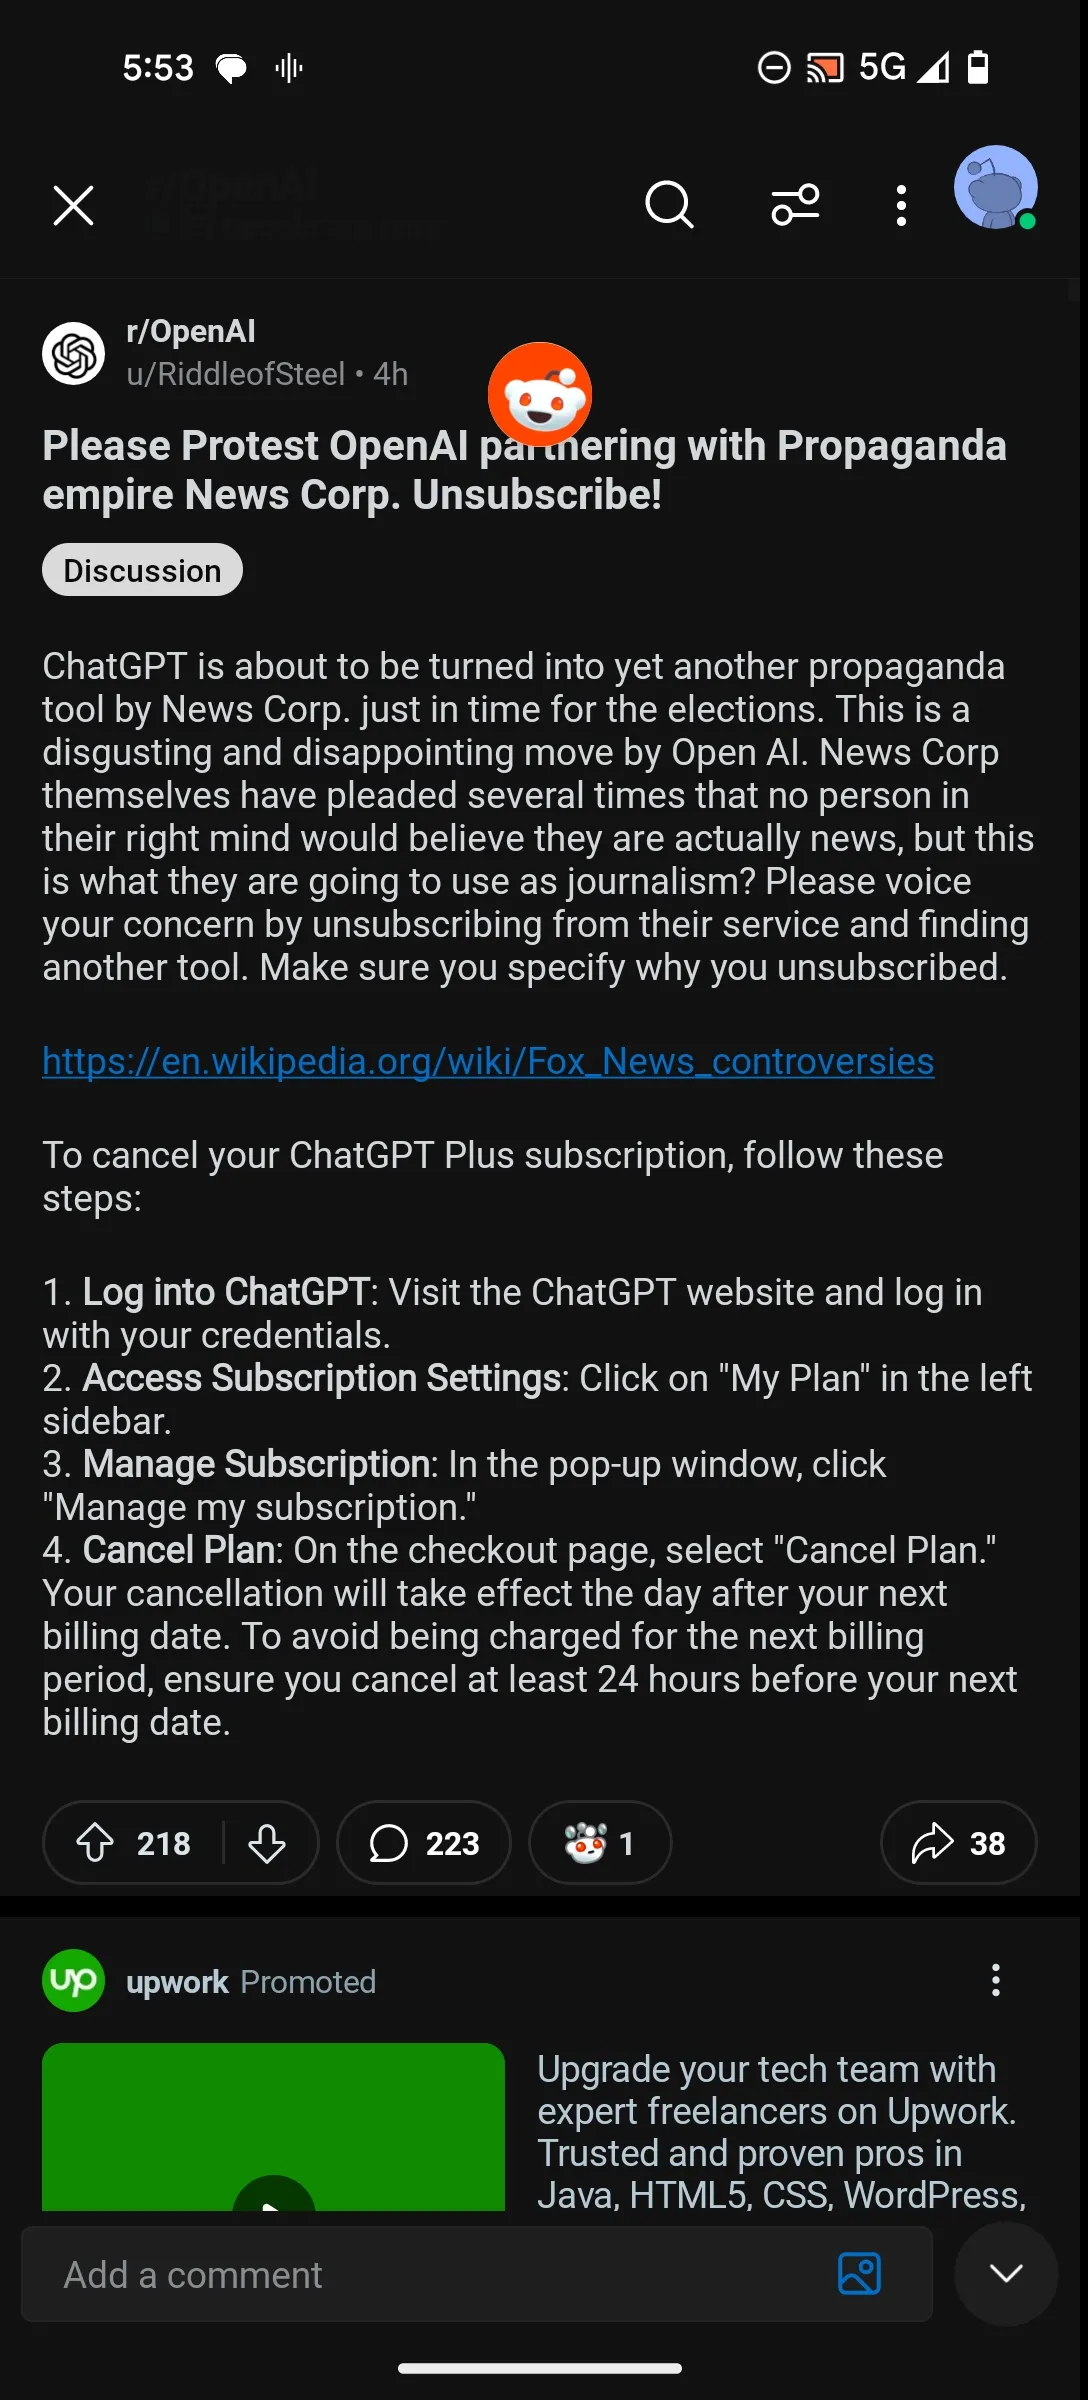 5:53
5G
r/OpenAI
r/OpenAI
u/RiddleofSteel • 4h
Please Protest OpenAI partnering with Propaganda
empire News Corp. Unsubscribe!
Discussion
ChatGPT is about to be turned into yet another propaganda
tool by News Corp. just in time for the elections. This is a
disgusting and disappointing move by Open AI. News Corp
themselves have pleaded several times that no person in
their right mind would believe they are actually news, but this
is what they are going to use as journalism? Please voice
your concern by unsubscribing from their service and finding
another tool. Make sure you specify why you unsubscribed.
https://en.wikipedia.org/wiki/Fox_News_controversies
To cancel your ChatGPT Plus subscription, follow these
steps:
1. Log into ChatGPT: Visit the ChatGPT website and log in
with your credentials.
2. Access Subscription Settings: Click on "My Plan" in the left
sidebar.
3. Manage Subscription: In the pop-up window, click
"Manage my subscription."
4. Cancel Plan: On the checkout page, select "Cancel Plan."
Your cancellation will take effect the day after your next
billing date. To avoid being charged for the next billing
period, ensure you cancel at least 24 hours before your next
billing date.
218
223
1
38
up
upwork Promoted
Upgrade your tech team with
expert freelancers on Upwork.
Trusted and proven pros in
Java, HTML5, CSS, WordPress,
Add a comment